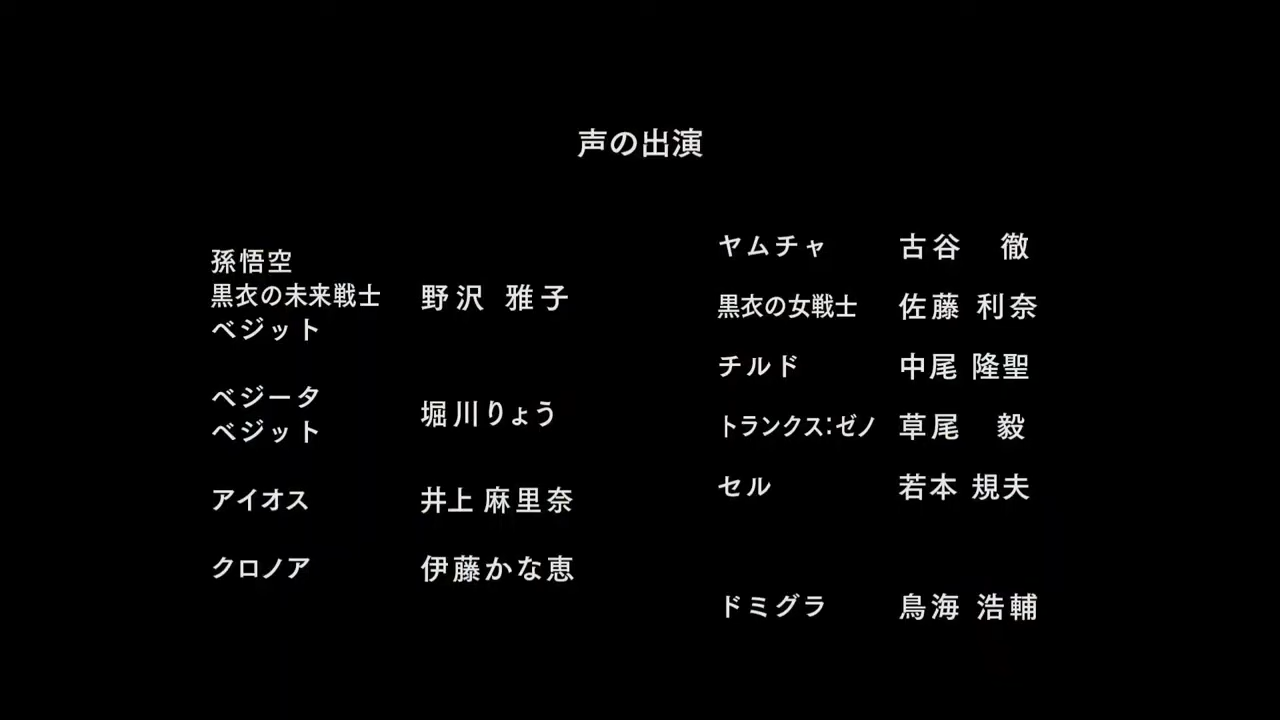 声の出演
孫悟空
黒衣の未来戦士 野沢 雅子
ベジット
ベジータ
ベジット 堀川りょう
アイオス 井上 麻里奈
クロノア 伊藤かな恵
ヤムチャ 古谷 徹
黒衣の女戦士 佐藤 利奈
チルド 中尾 隆聖
トランクス:ゼノ 草尾 毅
セル 若本 規夫
ドミグラ 鳥海 浩輔